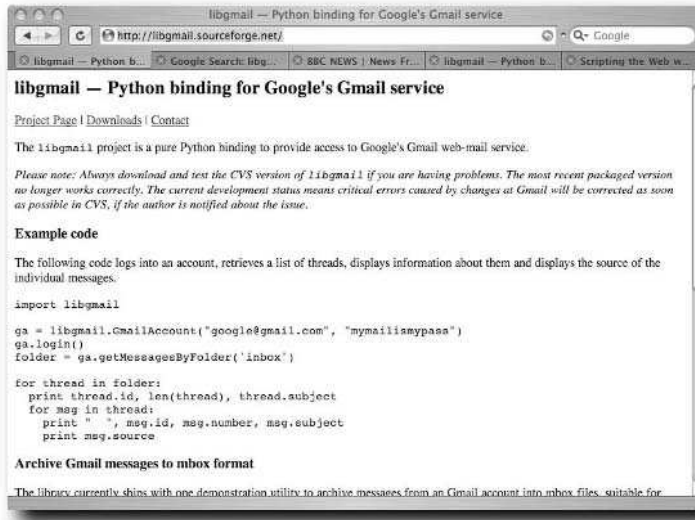 libgmail — Python binding for Google's Gmail service
http://libgmail.sourceforge.net/
Google
libgmail — Python b...
Google Search: libg...
BBC NEWS | News Fr...
libgmail — Python b...
Scripting the Web w...
libgmail — Python binding for Google's Gmail service
Project Page | Downloads | Contact
The libgmail project is a pure Python binding to provide access to Google's Gmail web-mail service.
Please note: Always download and test the CVS version of libgmail if you are having problems. The most recent packaged version
no longer works correctly. The current development status means critical errors caused by changes at Gmail will be corrected as soon
as possible in CVS, if the author is notified about the issue.
Example code
The following code logs into an account, retrieves a list of threads, displays information about them and displays the source of the
individual messages.
import libgmail
ga = libgmail.GmailAccount("google@gmail.com", "mymailismypass")
ga.login()
folder = ga.getMessagesByFolder('inbox')
for thread in folder:
  print thread.id, len(thread), thread.subject
  for msg in thread:
    print "  ", msg.id, msg.number, msg.subject
    print msg.source
Archive Gmail messages to mbox format
The library currently ships with one demonstration utility to archive messages from an Gmail account into mbox files, suitable for